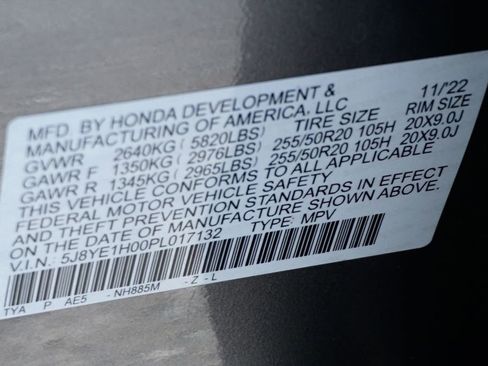 MFD. BY HONDA DEVELOPMENT & 11/'22
MANUFACTURING OF AMERICA, LLC
TIRE SIZE RIM SIZE
GVWR 2640KG ( 5820LBS)
GAWR F 1350KG ( 2976LBS) 255/50R20 105H 20X9.0J
GAWR R 1345KG ( 2965LBS) 255/50R20 105H 20X9.0J
THIS VEHICLE CONFORMS TO ALL APPLICABLE
FEDERAL MOTOR VEHICLE SAFETY
AND THEFT PREVENTION STANDARDS IN EFFECT
ON THE DATE OF MANUFACTURE SHOWN ABOVE.
V.I.N.: 5J8YE1H00PL017132 TYPE: MPV
TYA P AE5 - NH885M - Z - L